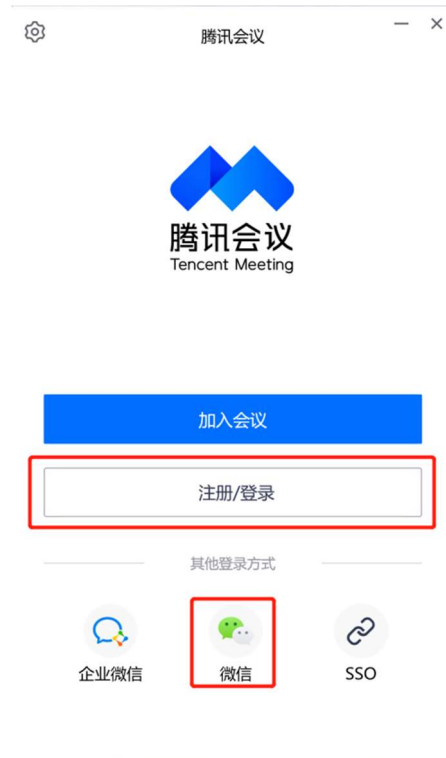 腾讯会议
腾讯会议
Tencent Meeting
加入会议
注册/登录
其他登录方式
企业微信
微信
SSO